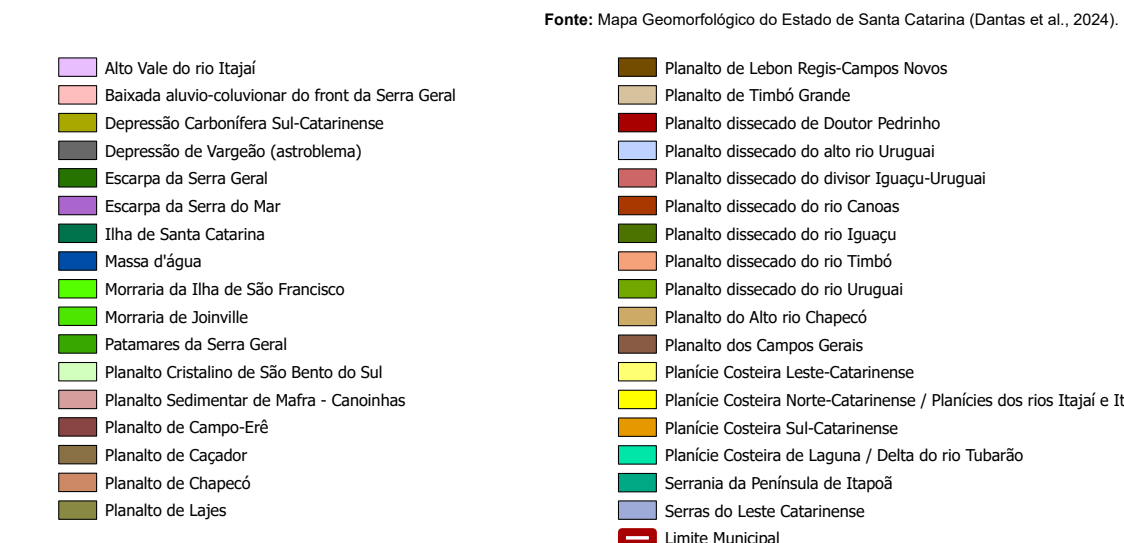 Fonte: Mapa Geomorfológico do Estado de Santa Catarina (Dantas et al., 2024).
Alto Vale do rio Itajaí
Baixada aluvio-coluvionar do front da Serra Geral
Depressão Carbonífera Sul-Catarinense
Depressão de Vargeão (astroblema)
Escarpa da Serra Geral
Escarpa da Serra do Mar
Ilha de Santa Catarina
Massa d'água
Morraria da Ilha de São Francisco
Morraria de Joinville
Patamares da Serra Geral
Planalto Cristalino de São Bento do Sul
Planalto Sedimentar de Mafra - Canoinhas
Planalto de Campo-Erê
Planalto de Caçador
Planalto de Chapecó
Planalto de Lajes
Planalto de Lebon Regis-Campos Novos
Planalto de Timbó Grande
Planalto dissecado de Doutor Pedrinho
Planalto dissecado do alto rio Uruguai
Planalto dissecado do divisor Iguaçu-Uruguai
Planalto dissecado do rio Canoas
Planalto dissecado do rio Iguaçu
Planalto dissecado do rio Timbó
Planalto dissecado do rio Uruguai
Planalto do Alto rio Chapecó
Planalto dos Campos Gerais
Planície Costeira Leste-Catarinense
Planície Costeira Norte-Catarinense / Planícies dos rios Itajaí e It
Planície Costeira Sul-Catarinense
Planície Costeira de Laguna / Delta do rio Tubarão
Serrania da Península de Itapoã
Serras do Leste Catarinense
Limite Municipal